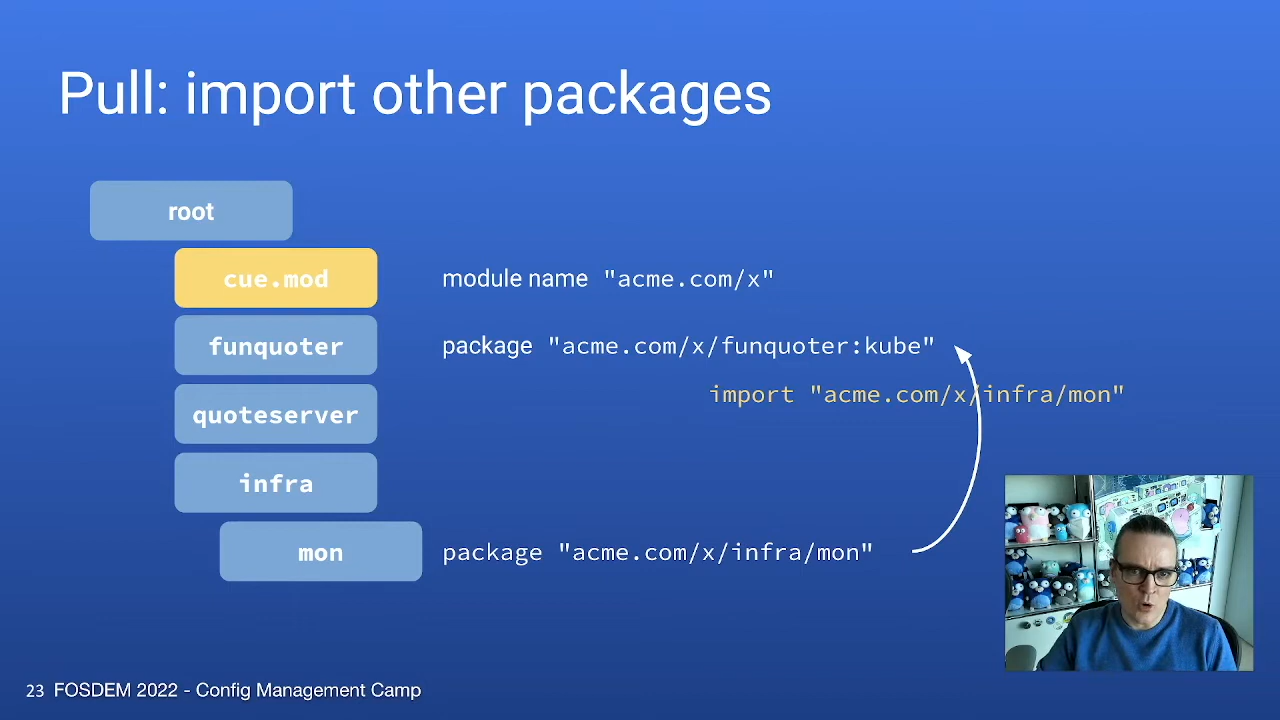 Pull: import other packages
root
cue.mod
module name "acme.com/x"
funquoter
package "acme.com/x/funquoter:kube"
import "acme.com/x/infra/mon"
quoteserver
infra
mon
package "acme.com/x/infra/mon"
23 FOSDEM 2022 - Config Management Camp